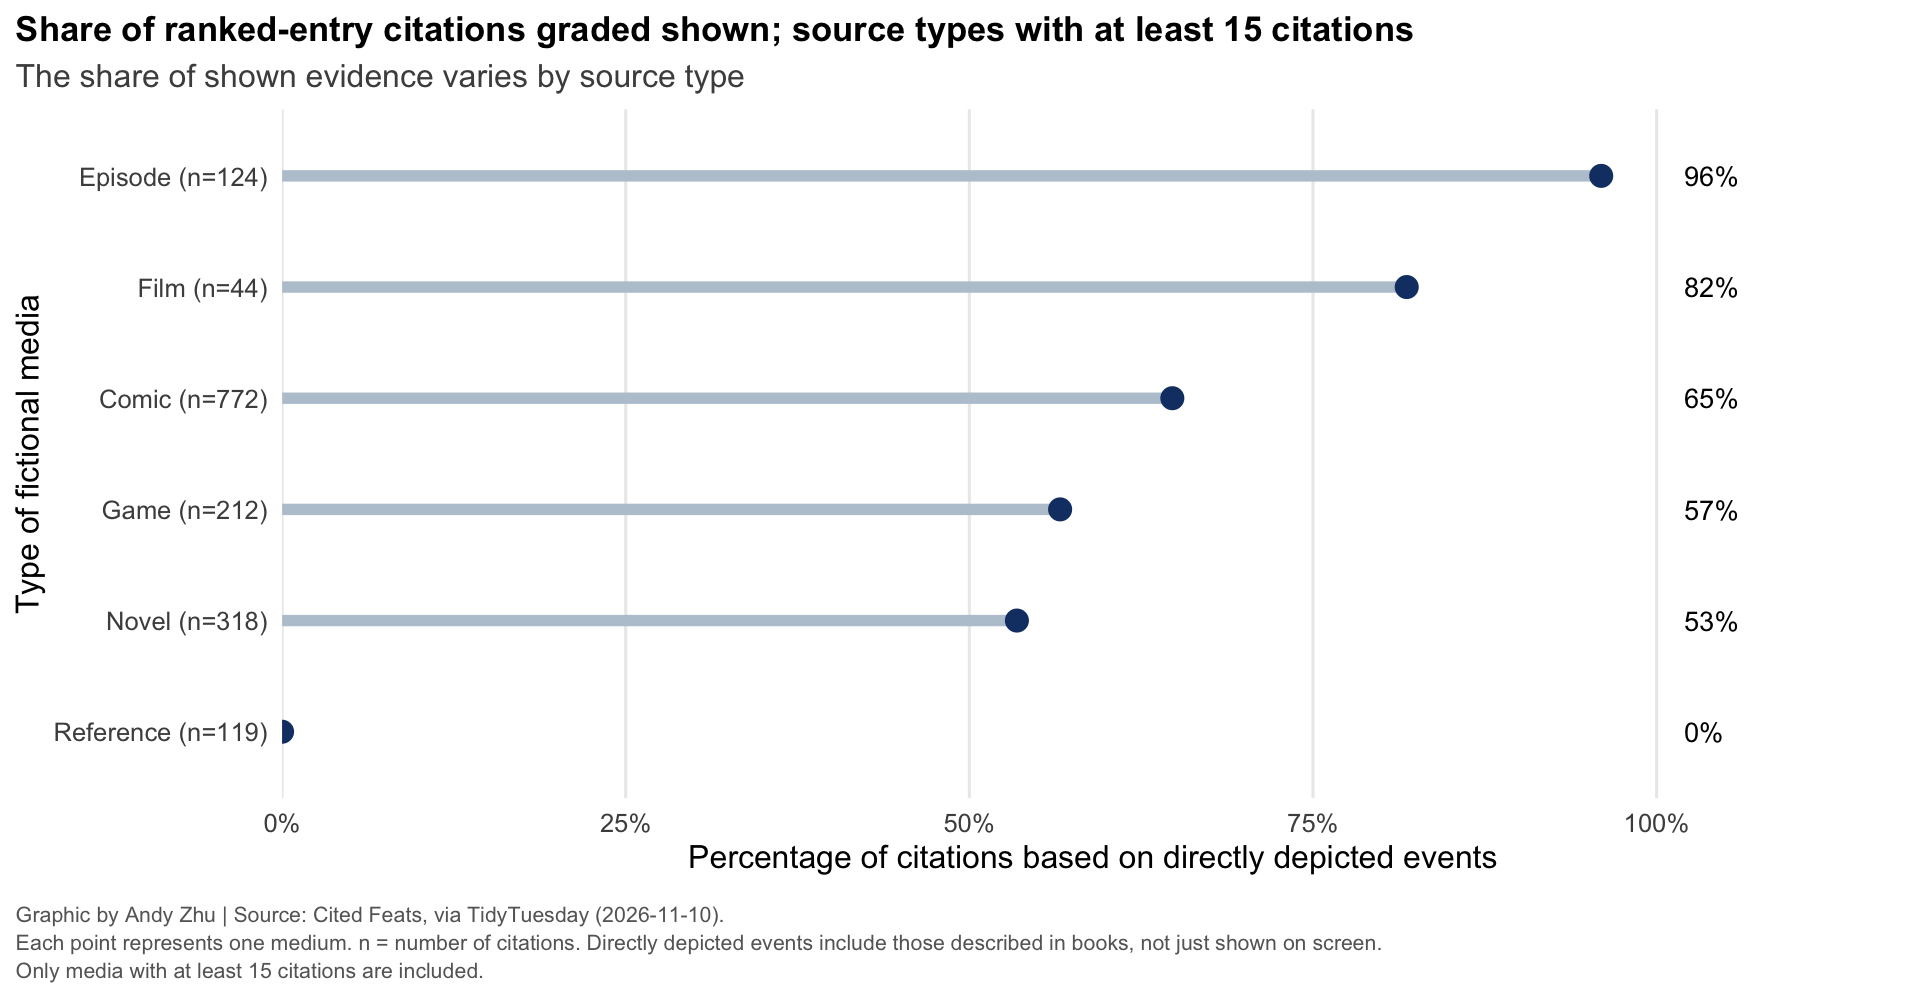 Share of ranked-entry citations graded shown; source types with at least 15 citations
The share of shown evidence varies by source type
Type of fictional media
Episode (n=124)
96%
Film (n=44)
82%
Comic (n=772)
65%
Game (n=212)
57%
Novel (n=318)
53%
Reference (n=119)
0%
0%
25%
50%
75%
100%
Percentage of citations based on directly depicted events
Graphic by Andy Zhu | Source: Cited Feats, via TidyTuesday (2026-11-10).
Each point represents one medium. n = number of citations. Directly depicted events include those described in books, not just shown on screen.
Only media with at least 15 citations are included.